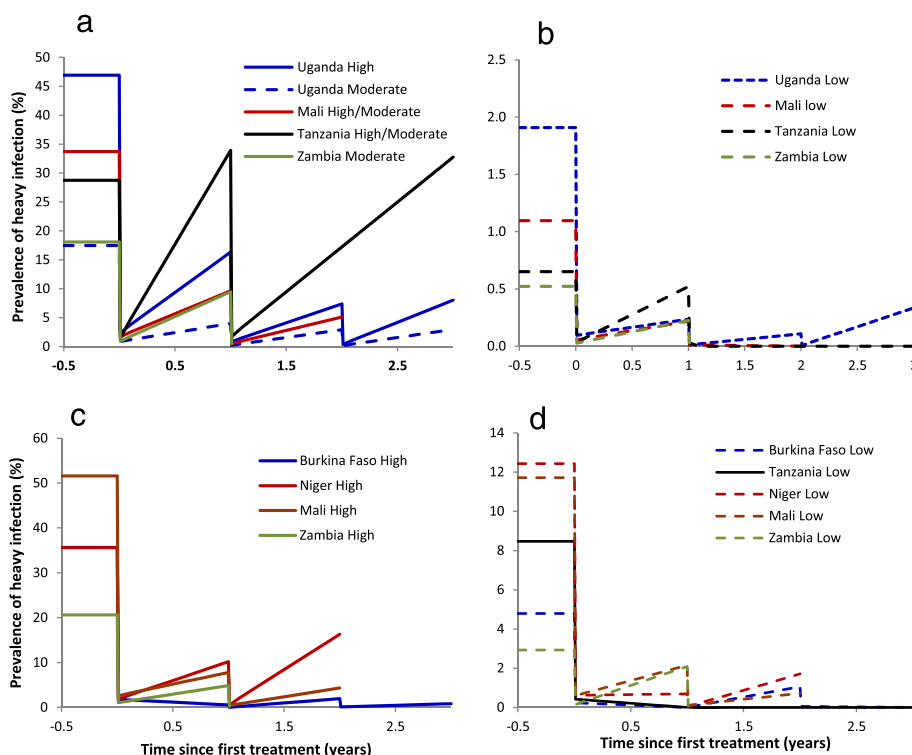 a
Prevalence of heavy infection (%)
50
45
40
35
30
25
20
15
10
5
0
-0.5
0.5
1.5
2.5
Uganda High
Uganda Moderate
Mali High/Moderate
Tanzania High/Moderate
Zambia Moderate
b
2.5
2.0
1.5
1.0
0.5
0.0
-0.5
0
0.5
1
1.5
2
2.5
3
Uganda Low
Mali low
Tanzania Low
Zambia Low
c
Prevalence of heavy infection (%)
60
50
40
30
20
10
0
-0.5
0.5
1.5
2.5
Time since first treatment (years)
Burkina Faso High
Niger High
Mali High
Zambia High
d
14
12
10
8
6
4
2
0
-0.5
0.5
1.5
2.5
Time since first treatment (years)
Burkina Faso Low
Tanzania Low
Niger Low
Mali Low
Zambia Low